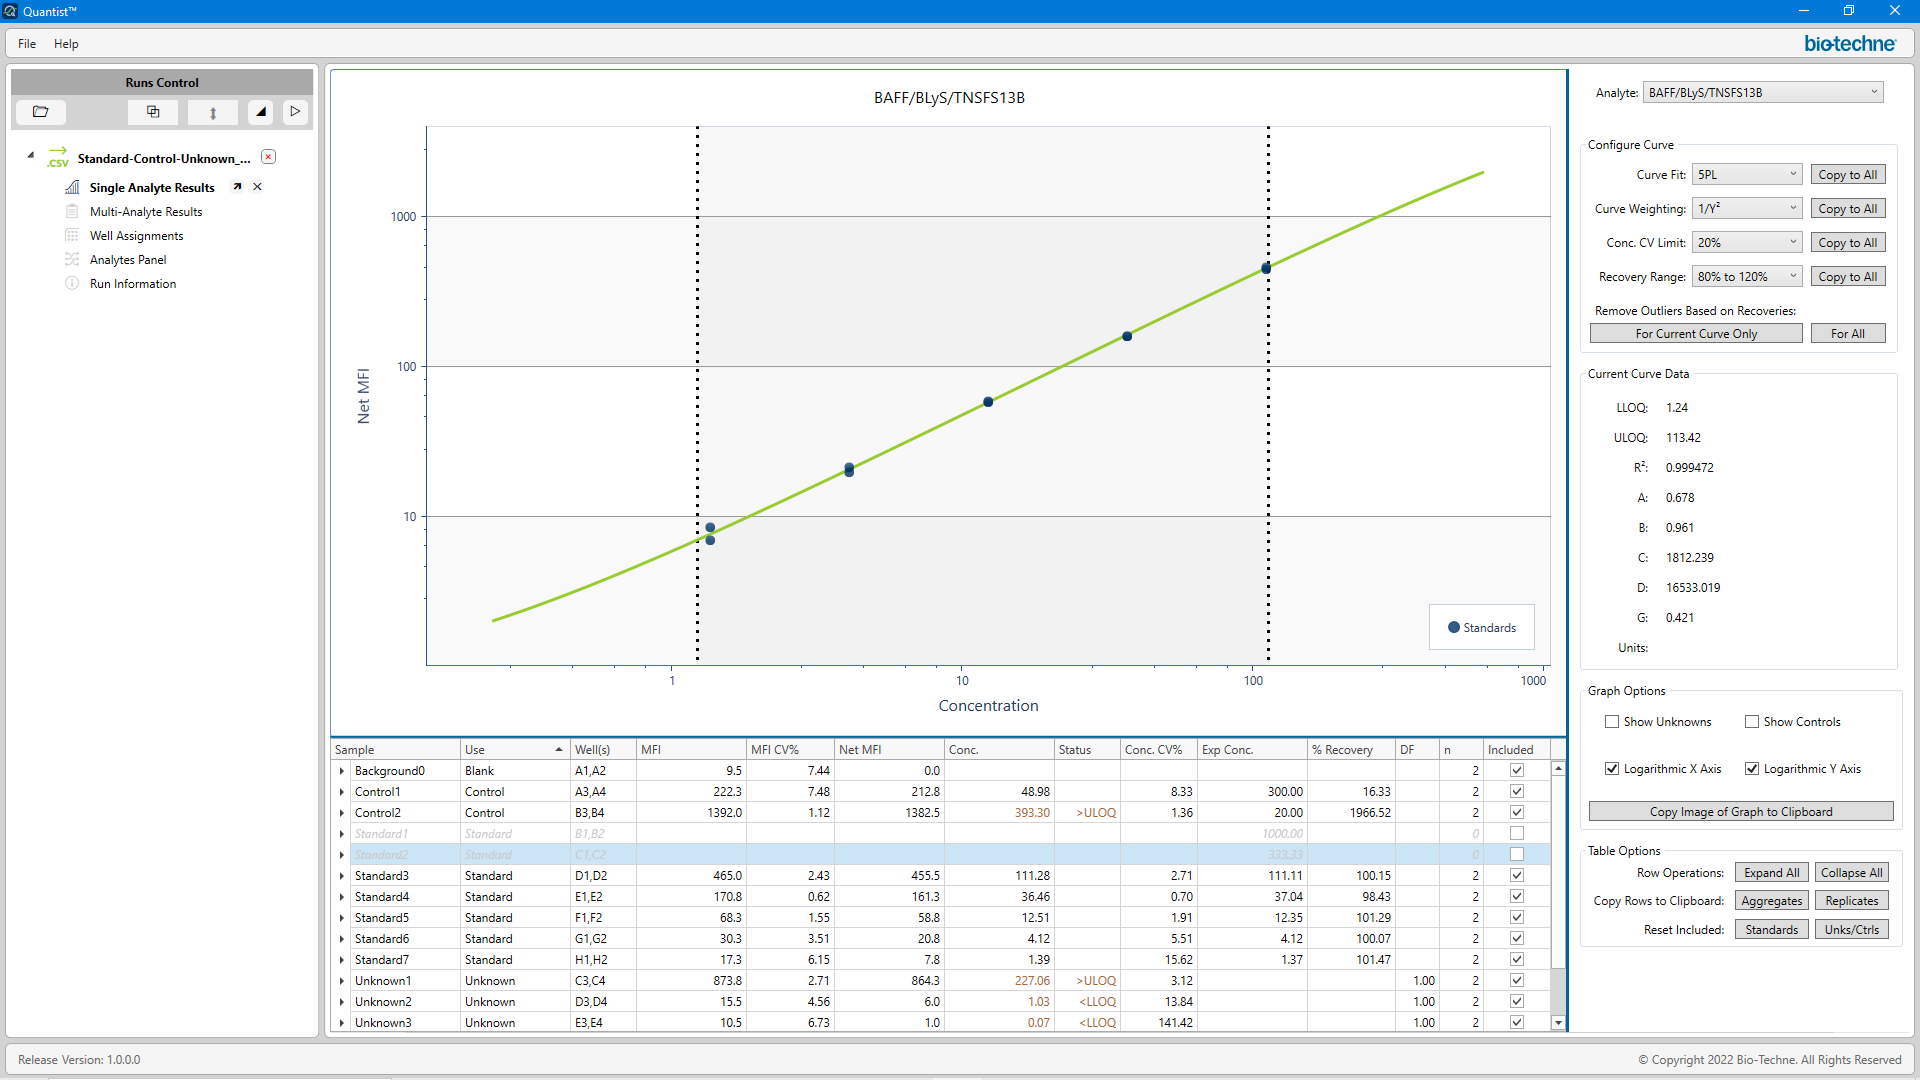 Quantist™
File Help
bio-techne
Runs Control
.CSV Standard-Control-Unknown_...
Single Analyte Results
Multi-Analyte Results
Well Assignments
Analytes Panel
Run Information
BAFF/BLyS/TNSFS13B
Net MFI
1000
100
10
1 10 100 1000
Concentration
Standards
Sample Use Well(s) MFI MFI CV% Net MFI Conc. Status Conc. CV% Exp Conc. % Recovery DF n Included
Background0 Blank A1,A2 9.5 7.44 0.0 2
Control1 Control A3,A4 222.3 7.48 212.8 48.98 8.33 300.00 16.33 2
Control2 Control B3,B4 1392.0 1.12 1382.5 393.30 >ULOQ 1.36 20.00 1966.52 2
Standard1 Standard B1,B2 1000.00 0
Standard2 Standard C1,C2 333.33 0
Standard3 Standard D1,D2 465.0 2.43 455.5 111.28 2.71 111.11 100.15 2
Standard4 Standard E1,E2 170.8 0.62 161.3 36.46 0.70 37.04 98.43 2
Standard5 Standard F1,F2 68.3 1.55 58.8 12.51 1.91 12.35 101.29 2
Standard6 Standard G1,G2 30.3 3.51 20.8 4.12 5.51 4.12 100.07 2
Standard7 Standard H1,H2 17.3 6.15 7.8 1.39 15.62 1.37 101.47 2
Unknown1 Unknown C3,C4 873.8 2.71 864.3 227.06 >ULOQ 3.12 1.00 2
Unknown2 Unknown D3,D4 15.5 4.56 6.0 1.03 <LLOQ 13.84 1.00 2
Unknown3 Unknown E3,E4 10.5 6.73 1.0 0.07 <LLOQ 141.42 1.00 2
Analyte: BAFF/BLyS/TNSFS13B
Configure Curve
Curve Fit: 5PL Copy to All
Curve Weighting: 1/Y² Copy to All
Conc. CV Limit: 20% Copy to All
Recovery Range: 80% to 120% Copy to All
Remove Outliers Based on Recoveries:
For Current Curve Only For All
Current Curve Data
LLOQ: 1.24
ULOQ: 113.42
R²: 0.999472
A: 0.678
B: 0.961
C: 1812.239
D: 16533.019
G: 0.421
Units:
Graph Options
Show Unknowns Show Controls
Logarithmic X Axis Logarithmic Y Axis
Copy Image of Graph to Clipboard
Table Options
Row Operations: Expand All Collapse All
Copy Rows to Clipboard: Aggregates Replicates
Reset Included: Standards Unks/Ctrls
Release Version: 1.0.0.0
© Copyright 2022 Bio-Techne. All Rights Reserved